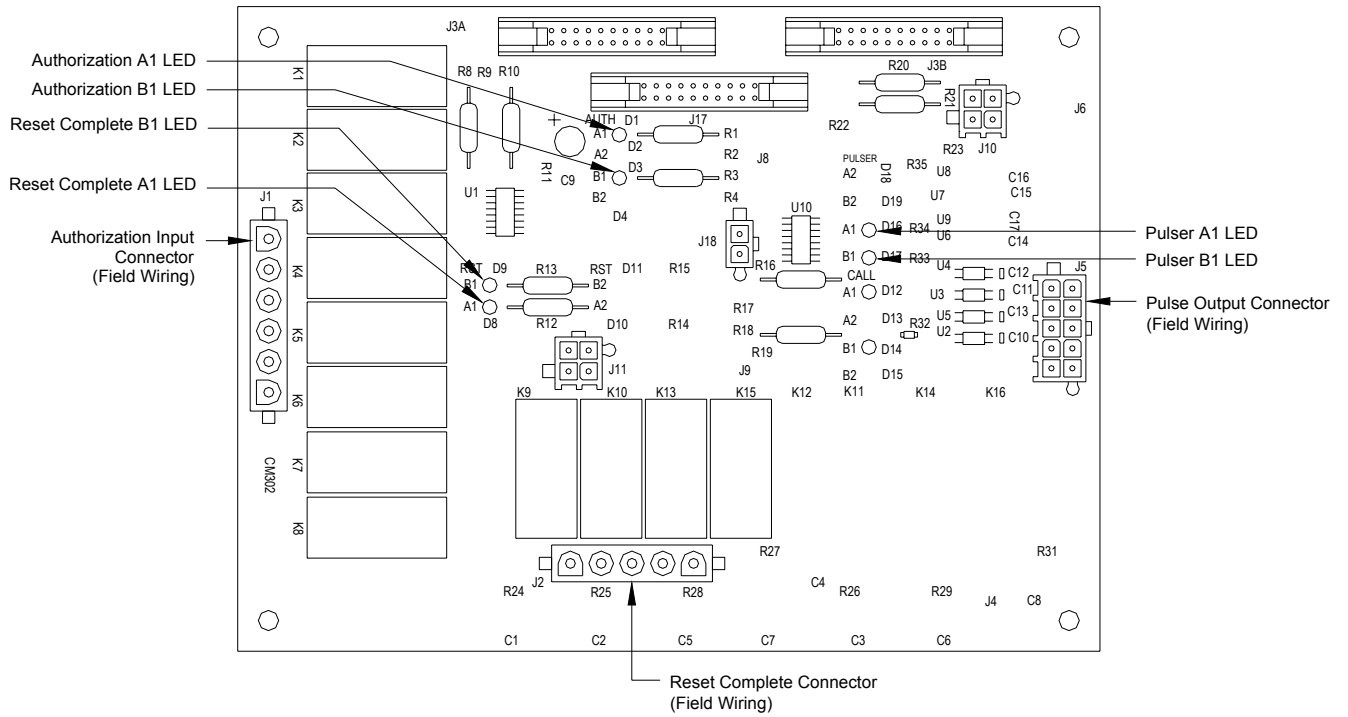 J3A
Authorization A1 LED
Authorization B1 LED
Reset Complete B1 LED
Reset Complete A1 LED
Authorization Input
Connector
(Field Wiring)
J1
K1
K2
K3
K4
K5
K6
K7
K8
CM302
R8 R9 R10
AUTH D1
A1
D2
A2
D3
B1
B2
D4
R11
C9
U1
J17
R1
R2
R3
R4
J8
J18
U10
R20 J3B
R21
R22
R23
J10
J6
PULSER
A2
D18
R35
U8
B2
D19
U7
A1
D16
R34
U9
U6
B1
D17
R33
C16
C15
C17
C14
Pulser A1 LED
Pulser B1 LED
RST D9 R13 RST D11 R15
B1
B2
A1
A2
D8
R12
D10
R14
J11
R16
CALL
A1
D12
R17
A2
D13
R18
R32
B1
D14
R19
B2
D15
J9
U4
C12
U3
C11
U5
C13
U2
C10
J5
Pulse Output Connector
(Field Wiring)
K9 K10 K13 K15 K12 K11 K14 K16
R27
R31
J2
R24 R25 R28
C4
R26 R29
J4
C8
C1 C2 C5 C7 C3 C6
Reset Complete Connector
(Field Wiring)